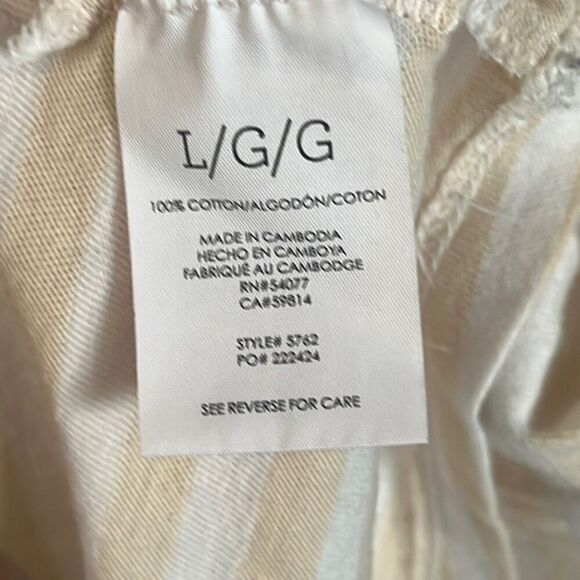 L/G/G
100% COTTON/ALGODÓN/COTON
MADE IN CAMBODIA
HECHO EN CAMBOYA
FABRIQUÉ AU CAMBODGE
RN#54077
CA#59814
STYLE# 5762
PO# 222424
SEE REVERSE FOR CARE